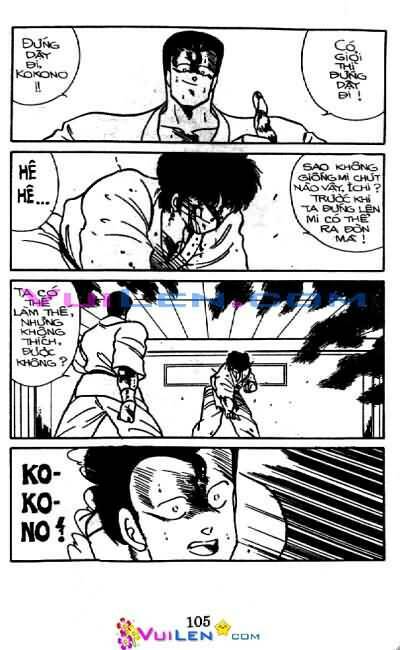 ĐỨNG
DẬY
ĐI,
KOKONO
!!
CÓ
GIỎI
THÌ
ĐỨNG
DẬY
ĐI !
HÊ
HÊ...
SAO KHÔNG
GIỐNG MI CHÚT
NÀO VẬY, ICHI ?
TRƯỚC KHI
TA ĐỨNG LÊN
MI CÓ THỂ
RA ĐÒN
MÀ !
TA CÓ
THỂ
LÀM THẾ,
NHƯNG
KHÔNG
THÍCH,
ĐƯỢC
KHÔNG ?
VUILEN.COM
KO-
KO-
NO !
105
VUILEN.COM